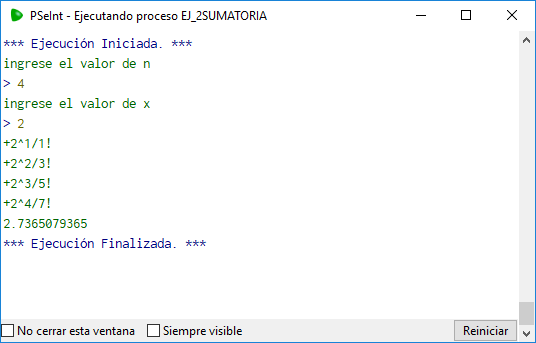 PSeInt - Ejecutando proceso EJ_2SUMATORIA
*** Ejecución Iniciada. ***
ingrese el valor de n
> 4
ingrese el valor de x
> 2
+2^1/1!
+2^2/3!
+2^3/5!
+2^4/7!
2.7365079365
*** Ejecución Finalizada. ***
No cerrar esta ventana Siempre visible Reiniciar